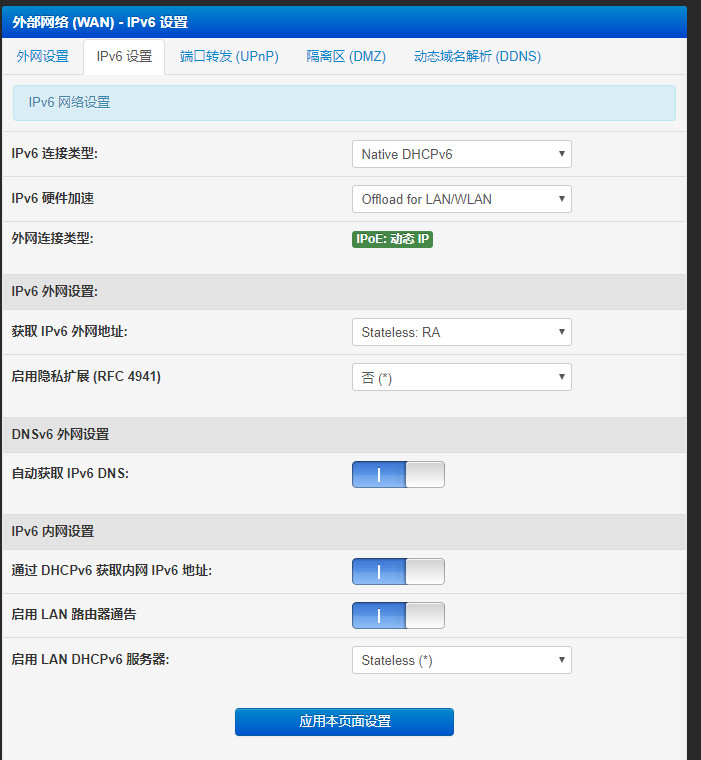 外部网络 (WAN) - IPv6 设置
外网设置 IPv6 设置 端口转发 (UPnP) 隔离区 (DMZ) 动态域名解析 (DDNS)
IPv6 网络设置
IPv6 连接类型: Native DHCPv6
IPv6 硬件加速 Offload for LAN/WLAN
外网连接类型: IPoE: 动态 IP
IPv6 外网设置:
获取 IPv6 外网地址: Stateless: RA
启用隐私扩展 (RFC 4941) 否 (*)
DNSv6 外网设置
自动获取 IPv6 DNS:
IPv6 内网设置
通过 DHCPv6 获取内网 IPv6 地址:
启用 LAN 路由器通告
启用 LAN DHCPv6 服务器: Stateless (*)
应用本页面设置